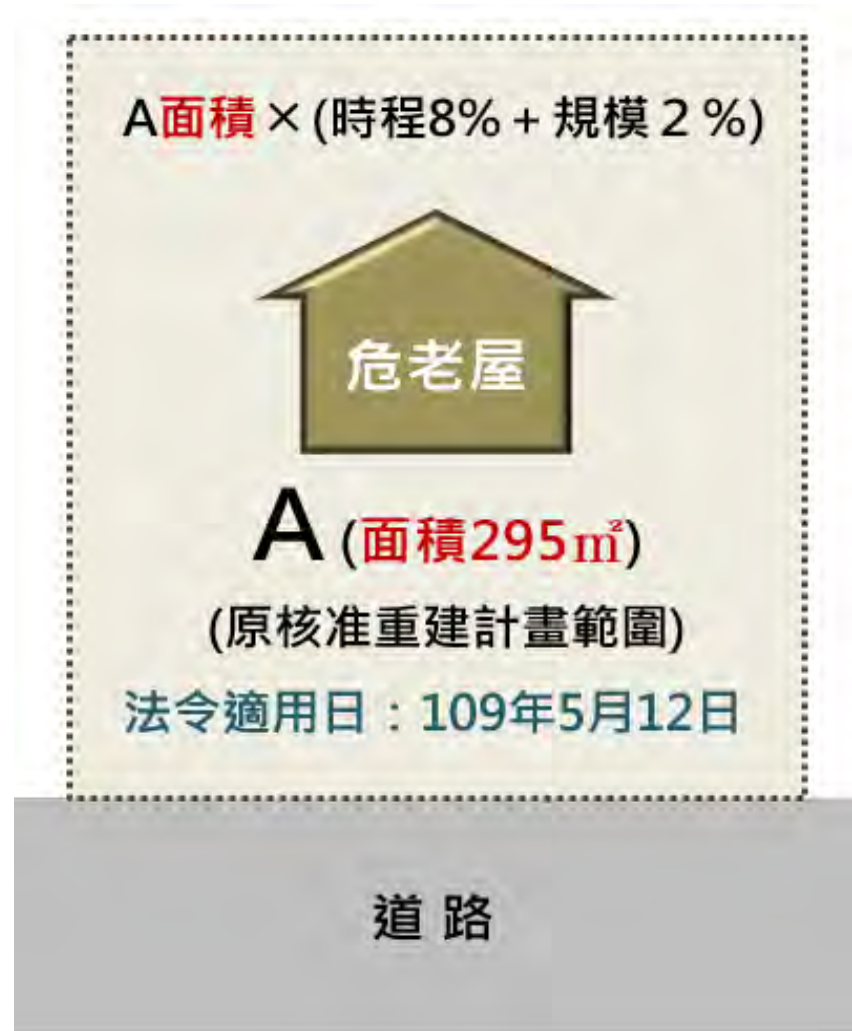 A面積×(時程8%+規模2%)
危老屋
A (面積295㎡)
(原核准重建計畫範圍)
法令適用日：109年5月12日
道路